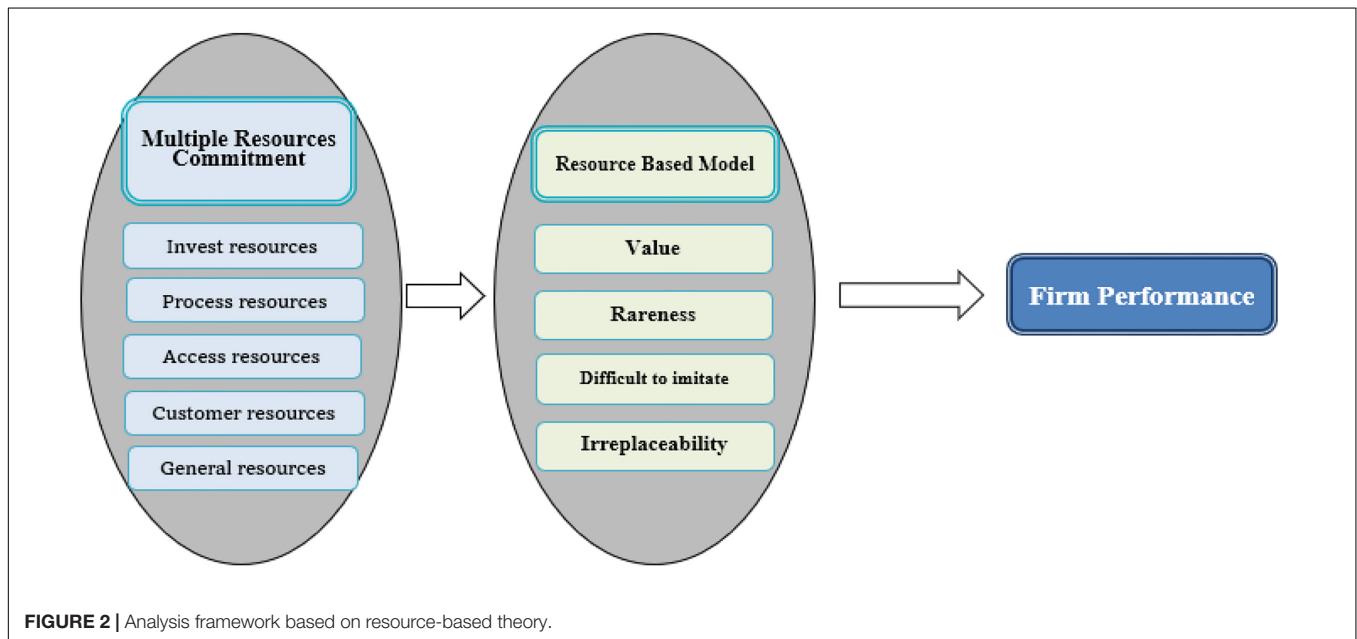 Multiple Resources
Commitment
Invest resources
Process resources
Access resources
Customer resources
General resources
Resource Based Model
Value
Rareness
Difficult to imitate
Irreplaceability
Firm Performance
FIGURE 2 | Analysis framework based on resource-based theory.